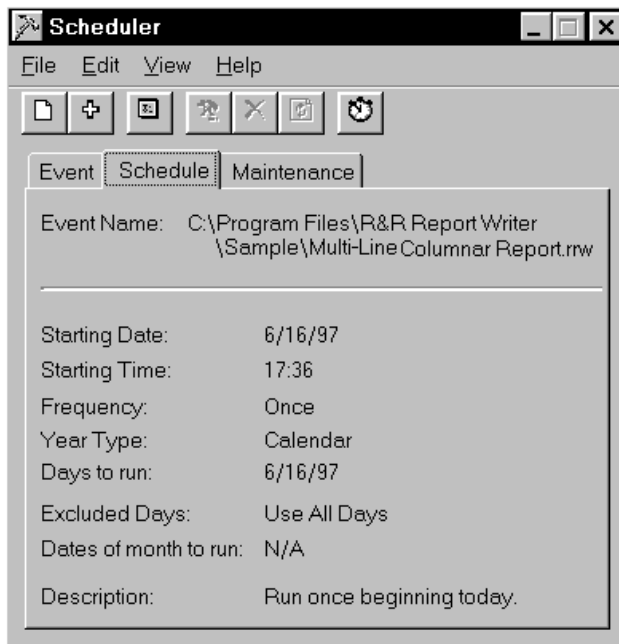 Scheduler
File Edit View Help
Event Schedule Maintenance
Event Name: C:\Program Files\R&R Report Writer
\Sample\Multi-Line Columnar Report.rrw
Starting Date: 6/16/97
Starting Time: 17:36
Frequency: Once
Year Type: Calendar
Days to run: 6/16/97
Excluded Days: Use All Days
Dates of month to run: N/A
Description: Run once beginning today.